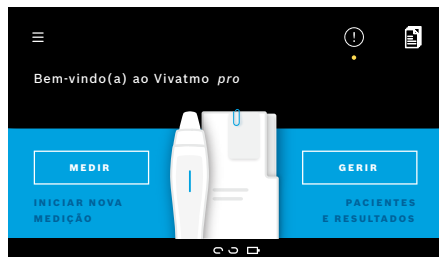 Bem-vindo(a) ao Vivatmo pro
MEDIR
GERIR
INICIAR NOVA
MEDIÇÃO
PACIENTES
E RESULTADOS